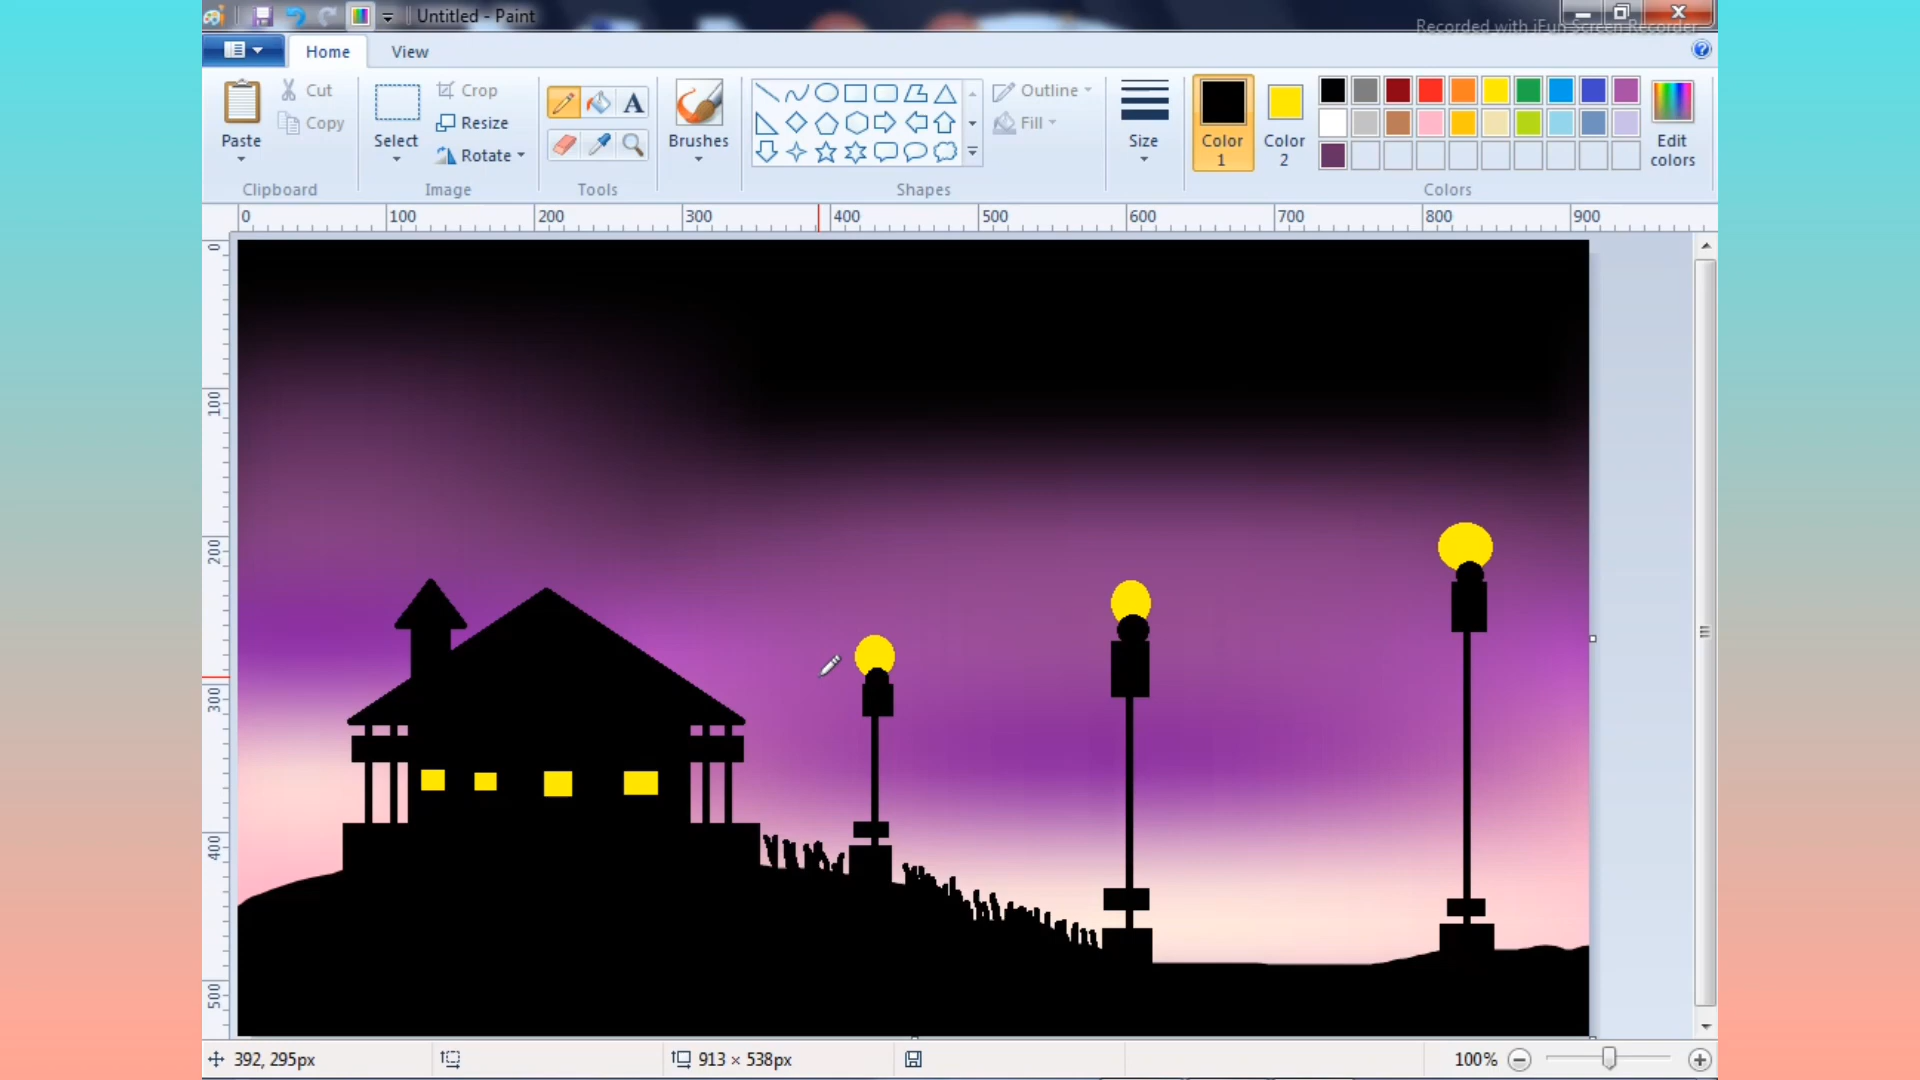 Untitled - Paint
Recorded with iFun Screen Recorder
Home View
Paste
Cut
Copy
Clipboard
Select
Crop
Resize
Rotate
Image
A
Tools
Brushes
Shapes
Outline
Fill
Size
Color 1
Color 2
Edit colors
Colors
0 100 200 300 400 500 600 700 800 900
0
100
200
300
400
500
392, 295px 913 × 538px 100%